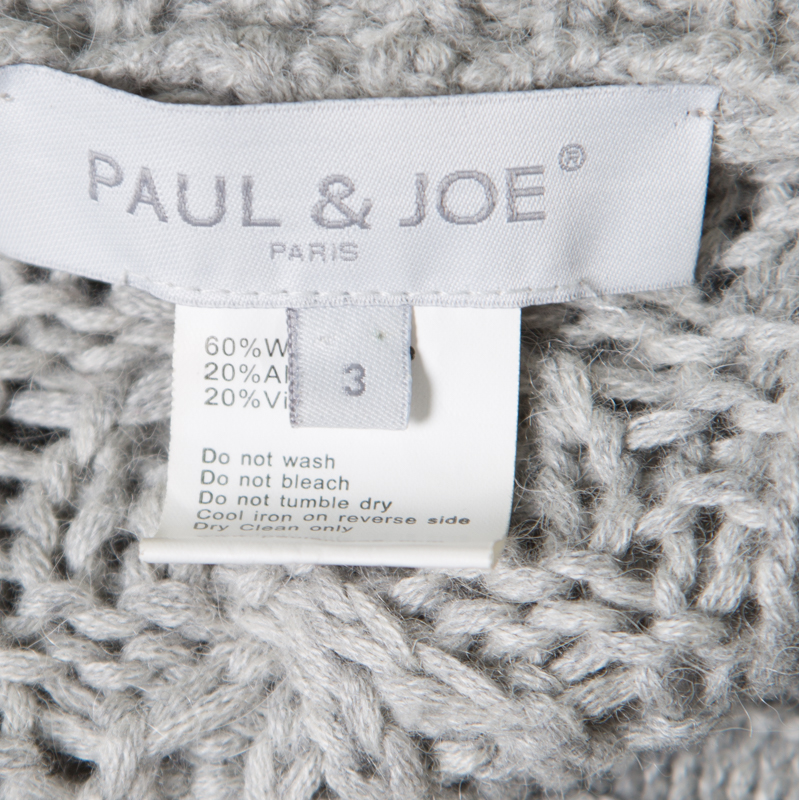 PAUL & JOE®
PARIS
3
60%W
20%Al
20%Vi
Do not wash
Do not bleach
Do not tumble dry
Cool iron on reverse side
Dry Clean only